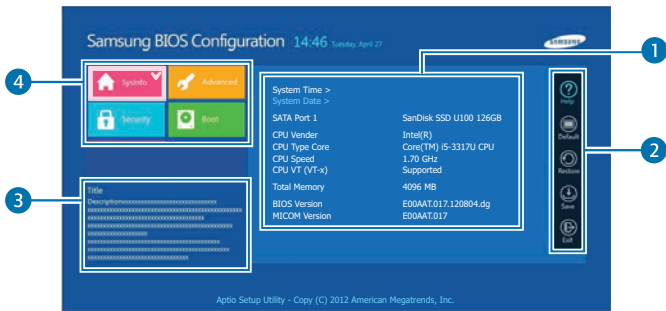 Samsung BIOS Configuration 14:46 Tuesday, April 27
SAMSUNG
1
4
SysInfo
Advanced
Security
Boot
System Time >
System Date >
SATA Port 1 SanDisk SSD U100 126GB
CPU Vender Intel(R)
CPU Type Core Core(TM) i5-3317U CPU
CPU Speed 1.70 GHz
CPU VT (VT-x) Supported
Total Memory 4096 MB
BIOS Version E00AAT.017.120804.dg
MICOM Version E00AAT.017
Help
Default
Restore
Save
Exit
2
3
Title
Aptio Setup Utility - Copy (C) 2012 American Megatrends, Inc.